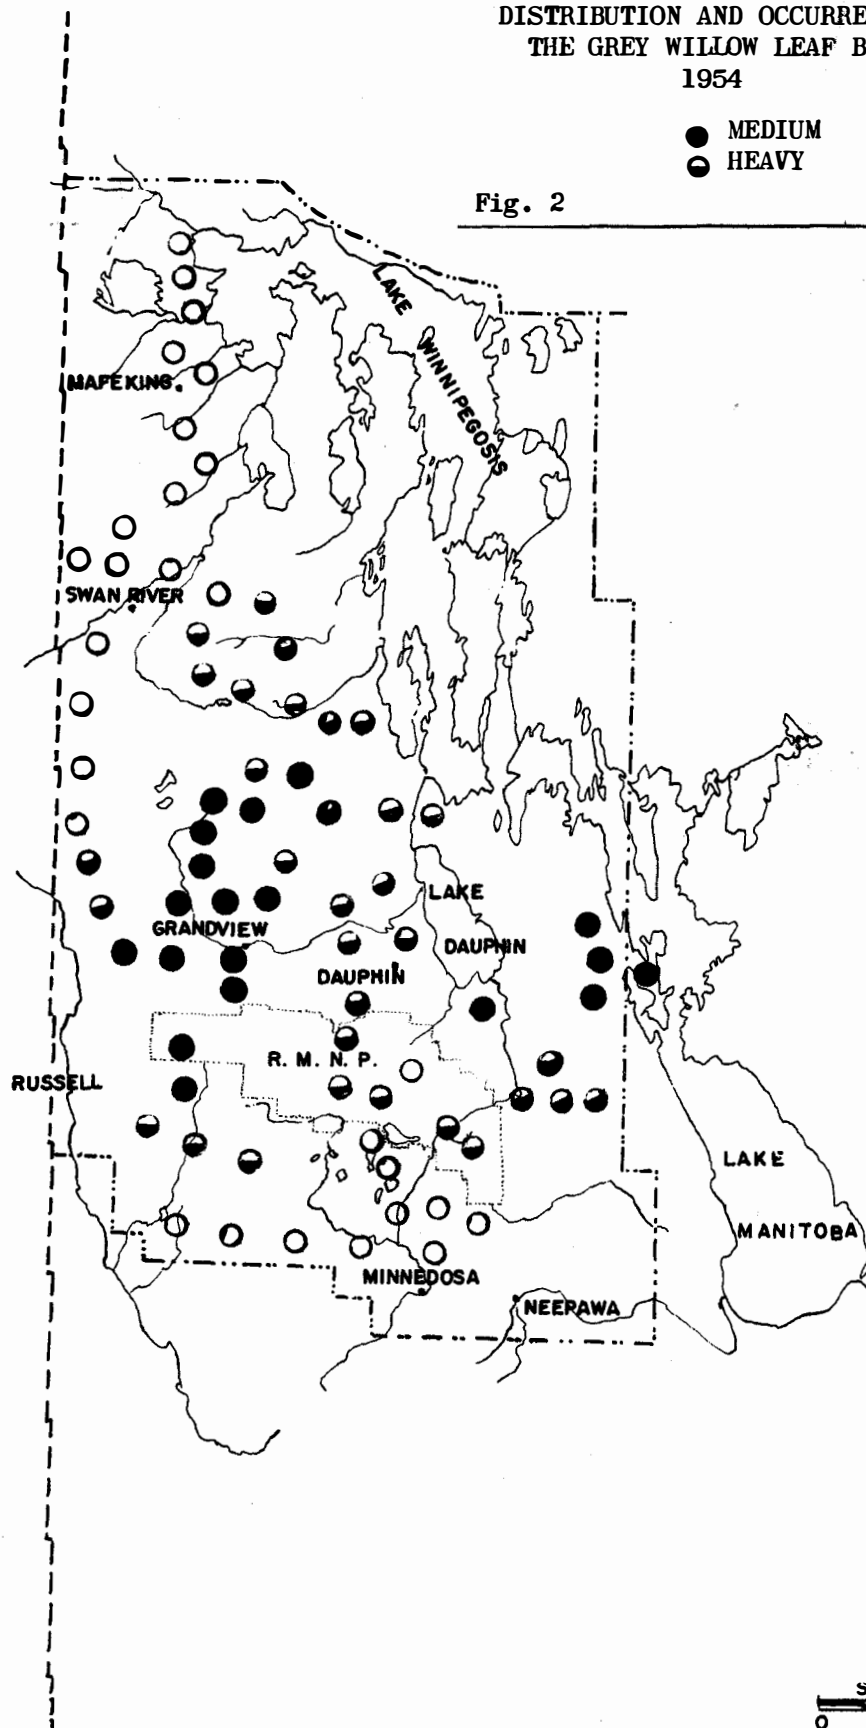 DISTRIBUTION AND OCCURRE
THE GREY WILLOW LEAF B
1954
MEDIUM
HEAVY
Fig. 2
LAKE
WINNIPEGOSIS
MAFEKING
SWAN RIVER
LAKE
GRANDVIEW
DAUPHIN
DAUPHIN
R. M. N. P.
RUSSELL
LAKE
MANITOBA
MINNEDOSA
NEEPAWA
S
0